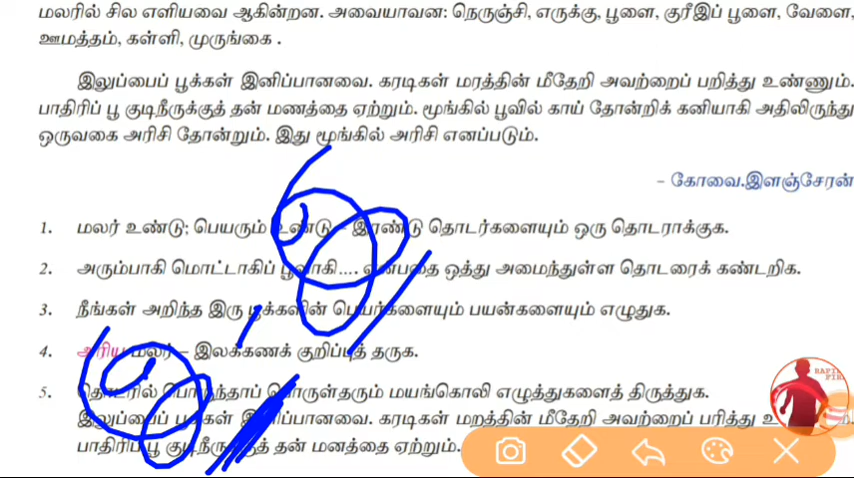 மலரில் சில எளியவை ஆகின்றன. அவையாவன: நெருஞ்சி, எருக்கு, பூளை, குரீஇப் பூளை, வேளை,
ஊமத்தம், கள்ளி, முருங்கை .
இலுப்பைப் பூக்கள் இனிப்பானவை. கரடிகள் மரத்தின் மீதேறி அவற்றைப் பறித்து உண்ணும்.
பாதிரிப் பூ குடிநீருக்குத் தன் மணத்தை ஏற்றும். மூங்கில் பூவில் காய் தோன்றிக் கனியாகி அதிலிருந்து
ஒருவகை அரிசி தோன்றும். இது மூங்கில் அரிசி எனப்படும்.
– கோவை.இளஞ்சேரன்
1. மலர் உண்டு; பெயரும் உண்டு – இரண்டு தொடர்களையும் ஒரு தொடராக்குக.
2. அரும்பாகி மொட்டாகிப் பூவாகி .... என்பதை ஒத்து அமைந்துள்ள தொடரைக் கண்டறிக.
3. நீங்கள் அறிந்த இரு பூக்களின் பெயர்களையும் பயன்களையும் எழுதுக.
4. அரிய மலர் – இலக்கணக் குறிப்புத் தருக.
5. தொடரில் பொருந்தாப் பொருள்தரும் மயங்கொலி எழுத்துகளைத் திருத்துக.
இலுப்பைப் பூக்கள் இனிப்பானவை. கரடிகள் மறத்தின் மீதேறி அவற்றைப் பரித்து
பாதிரிப் பூ குடிநீருக்குத் தன் மனத்தை ஏற்றும்.